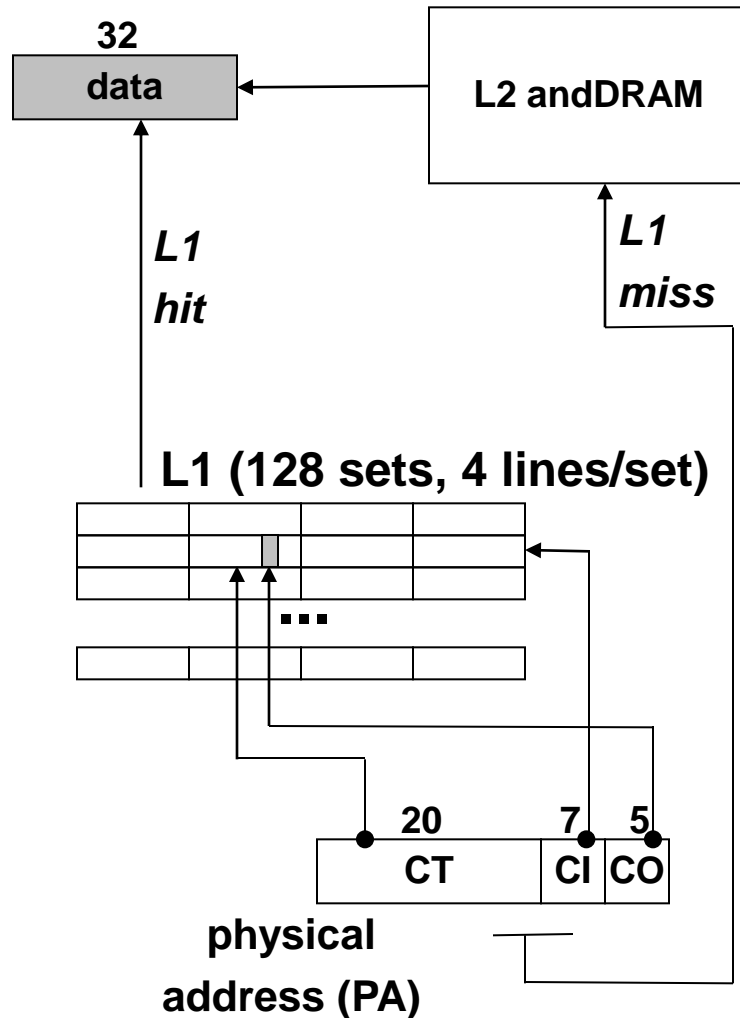 32
data
L2 andDRAM
L1
hit
L1
miss
L1 (128 sets, 4 lines/set)
...
20
7
5
CT
CI
CO
physical
address (PA)